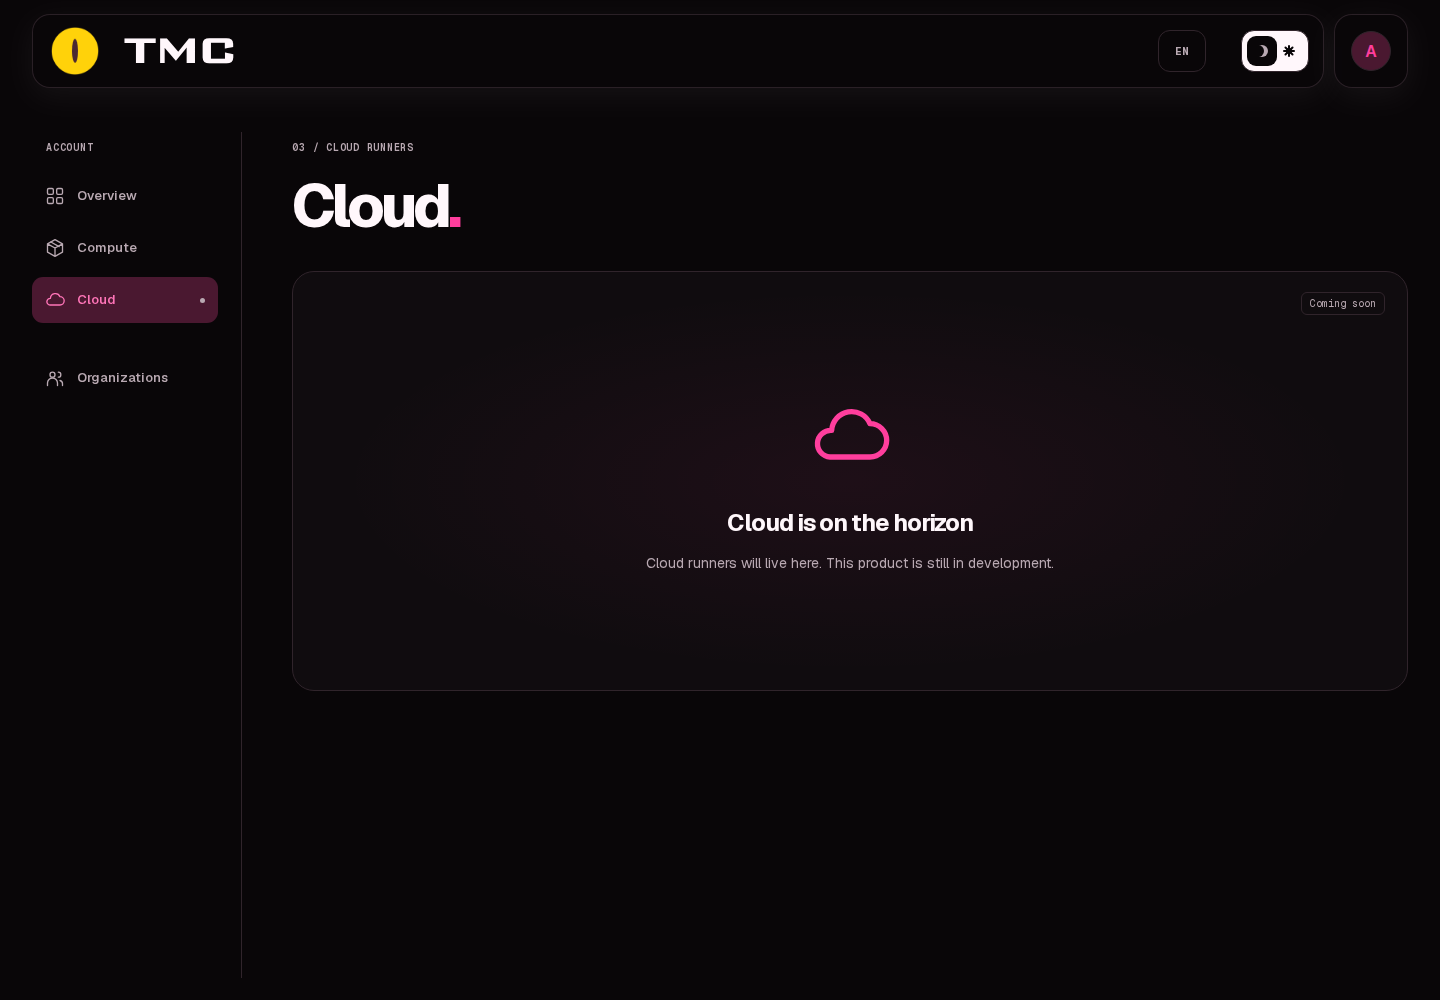 TMC
EN
A
ACCOUNT
Overview
Compute
Cloud
Organizations
03 / CLOUD RUNNERS
Cloud.
Coming soon
Cloud is on the horizon
Cloud runners will live here. This product is still in development.